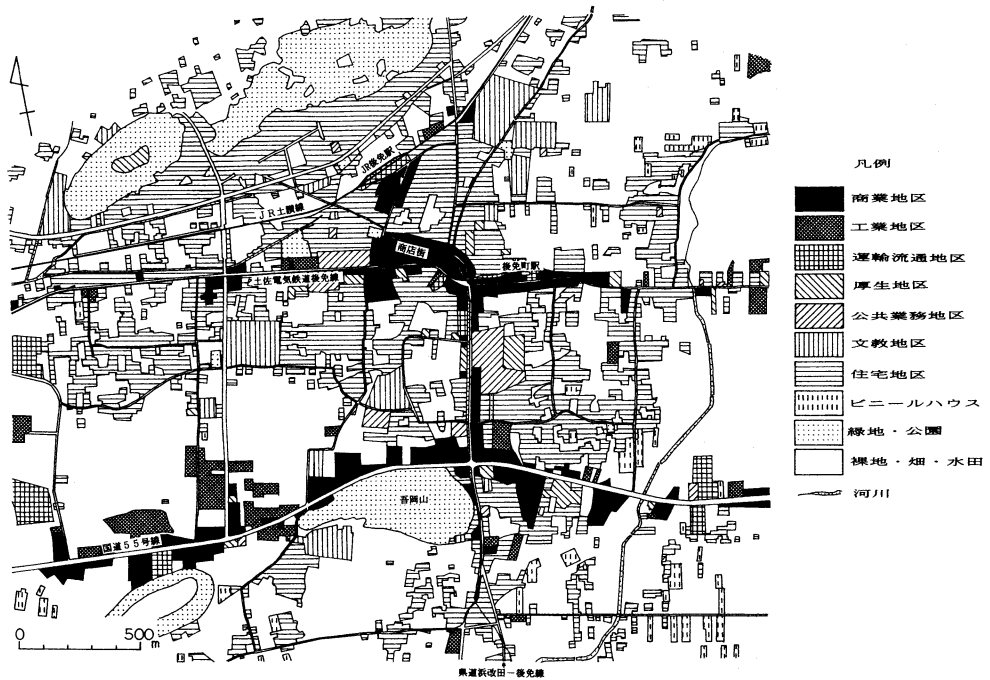 JR後免駅
JR土讃線
商店街
後免町駅
土佐電気鉄道後免線
吾岡山
国道55号線
0 500m
県道浜改田-後免線
凡例
商業地区
工業地区
運輸流通地区
厚生地区
公共業務地区
文教地区
住宅地区
ビニールハウス
緑地・公園
裸地・畑・水田
河川